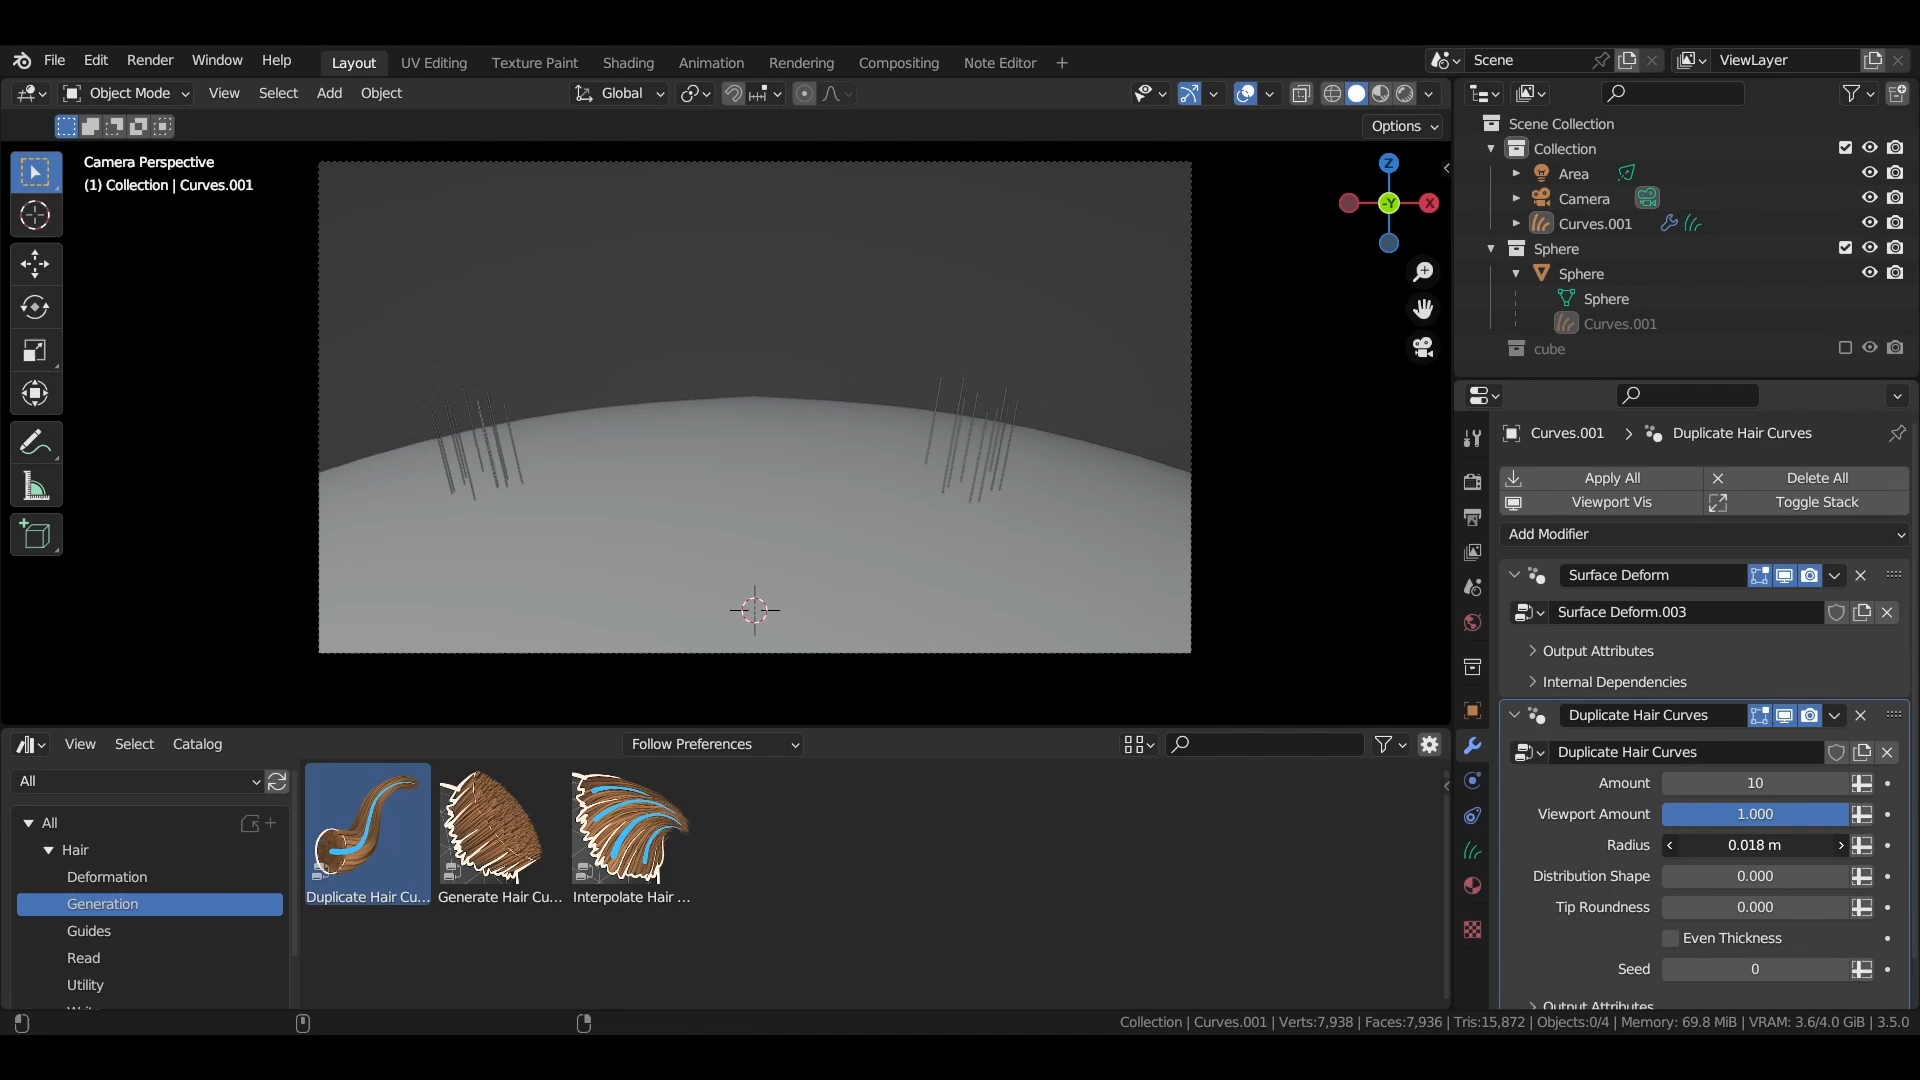 File Edit Render Window Help
Layout UV Editing Texture Paint Shading Animation Rendering Compositing Note Editor +
Scene
ViewLayer
Object Mode View Select Add Object
Global
Options
Camera Perspective
(1) Collection | Curves.001
Z
-Y
X
Scene Collection
Collection
Area
Camera
Curves.001
Sphere
Sphere
Sphere
Curves.001
cube
Curves.001 > Duplicate Hair Curves
Apply All
Delete All
Viewport Vis
Toggle Stack
Add Modifier
Surface Deform
Surface Deform.003
Output Attributes
Internal Dependencies
Duplicate Hair Curves
Duplicate Hair Curves
Amount 10
Viewport Amount 1.000
Radius 0.018 m
Distribution Shape 0.000
Tip Roundness 0.000
Even Thickness
Seed 0
Output Attributes
View Select Catalog
Follow Preferences
All
All
Hair
Deformation
Generation
Guides
Read
Utility
Duplicate Hair Cu...
Generate Hair Cu...
Interpolate Hair ...
Collection | Curves.001 | Verts:7,938 | Faces:7,936 | Tris:15,872 | Objects:0/4 | Memory: 69.8 MiB | VRAM: 3.6/4.0 GiB | 3.5.0